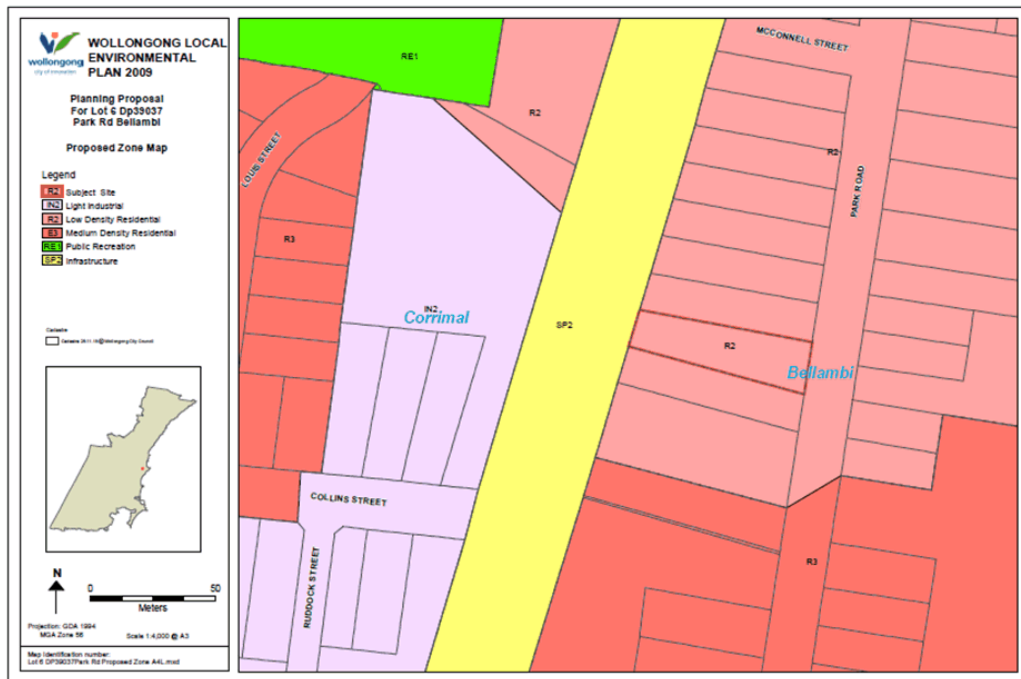 wollongong
city of innovation
WOLLONGONG LOCAL
ENVIRONMENTAL
PLAN 2009
Planning Proposal
For Lot 6 Dp39037
Park Rd Bellambi
Proposed Zone Map
Legend
R2 Subject Site
IN2 Light Industrial
R2 Low Density Residential
R3 Medium Density Residential
RE1 Public Recreation
SP2 Infrastructure
Cadastre
N
0 50
Meters
Projection: GDA 1994
MGA Zone 56
Scale 1:4,000 @ A3
Map Identification number:
Lot 6 DP39037Park Rd Proposed Zone A4L.mxd
RE1
MCCONNELL STREET
R2
R2
LOUIS STREET
PARK ROAD
R3
IN2
Corrimal
SP2
R2
Bellambi
COLLINS STREET
RUDDOCK STREET
R3